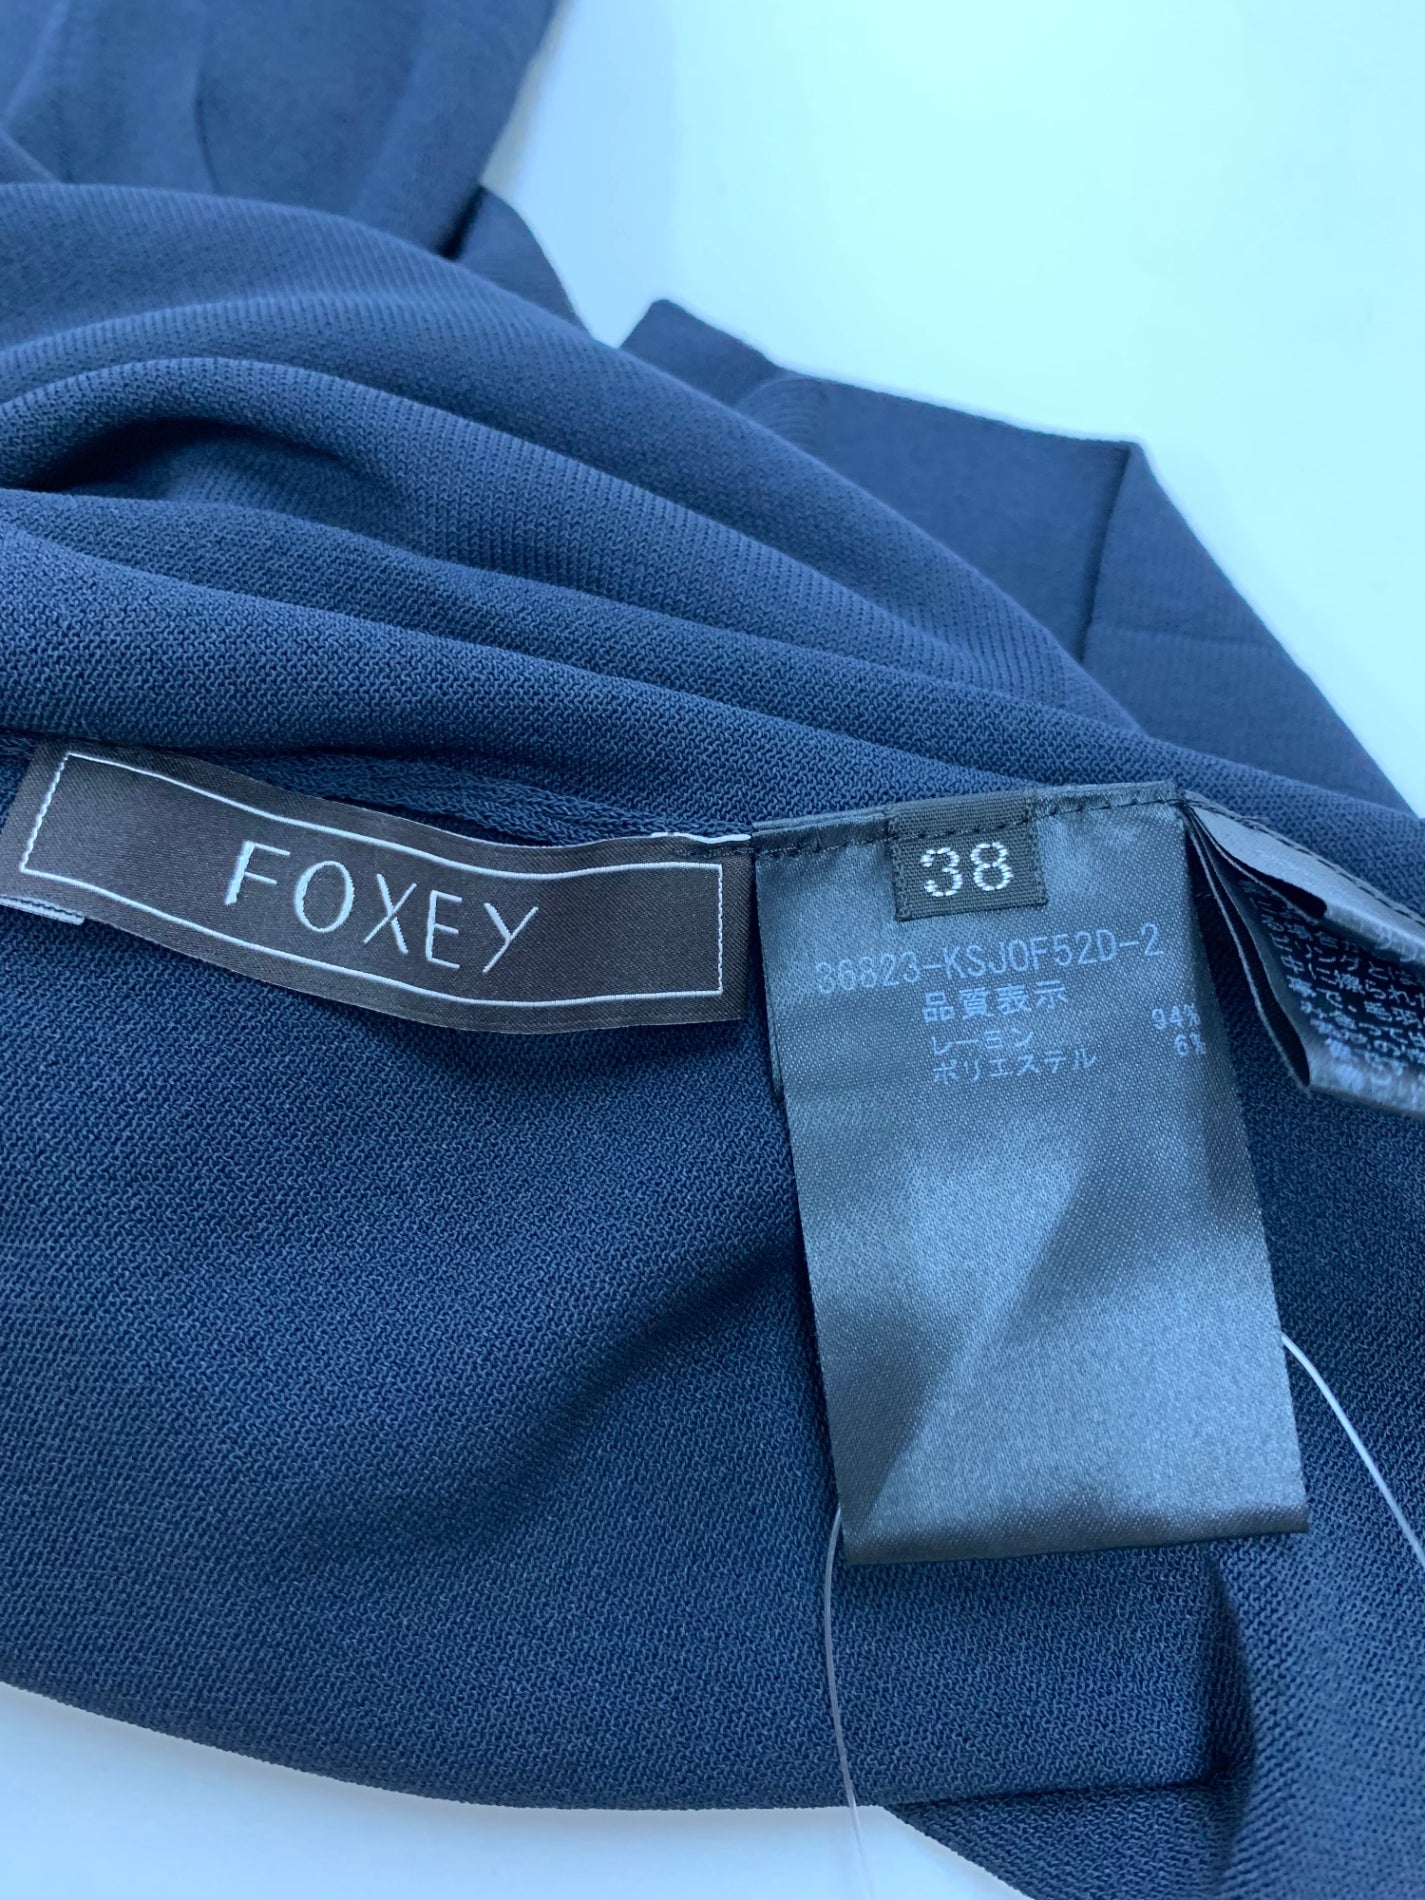 FOXEY
38
36823-KSJOF52D-2
品質表示
レーヨン 94%
ポリエステル 6%